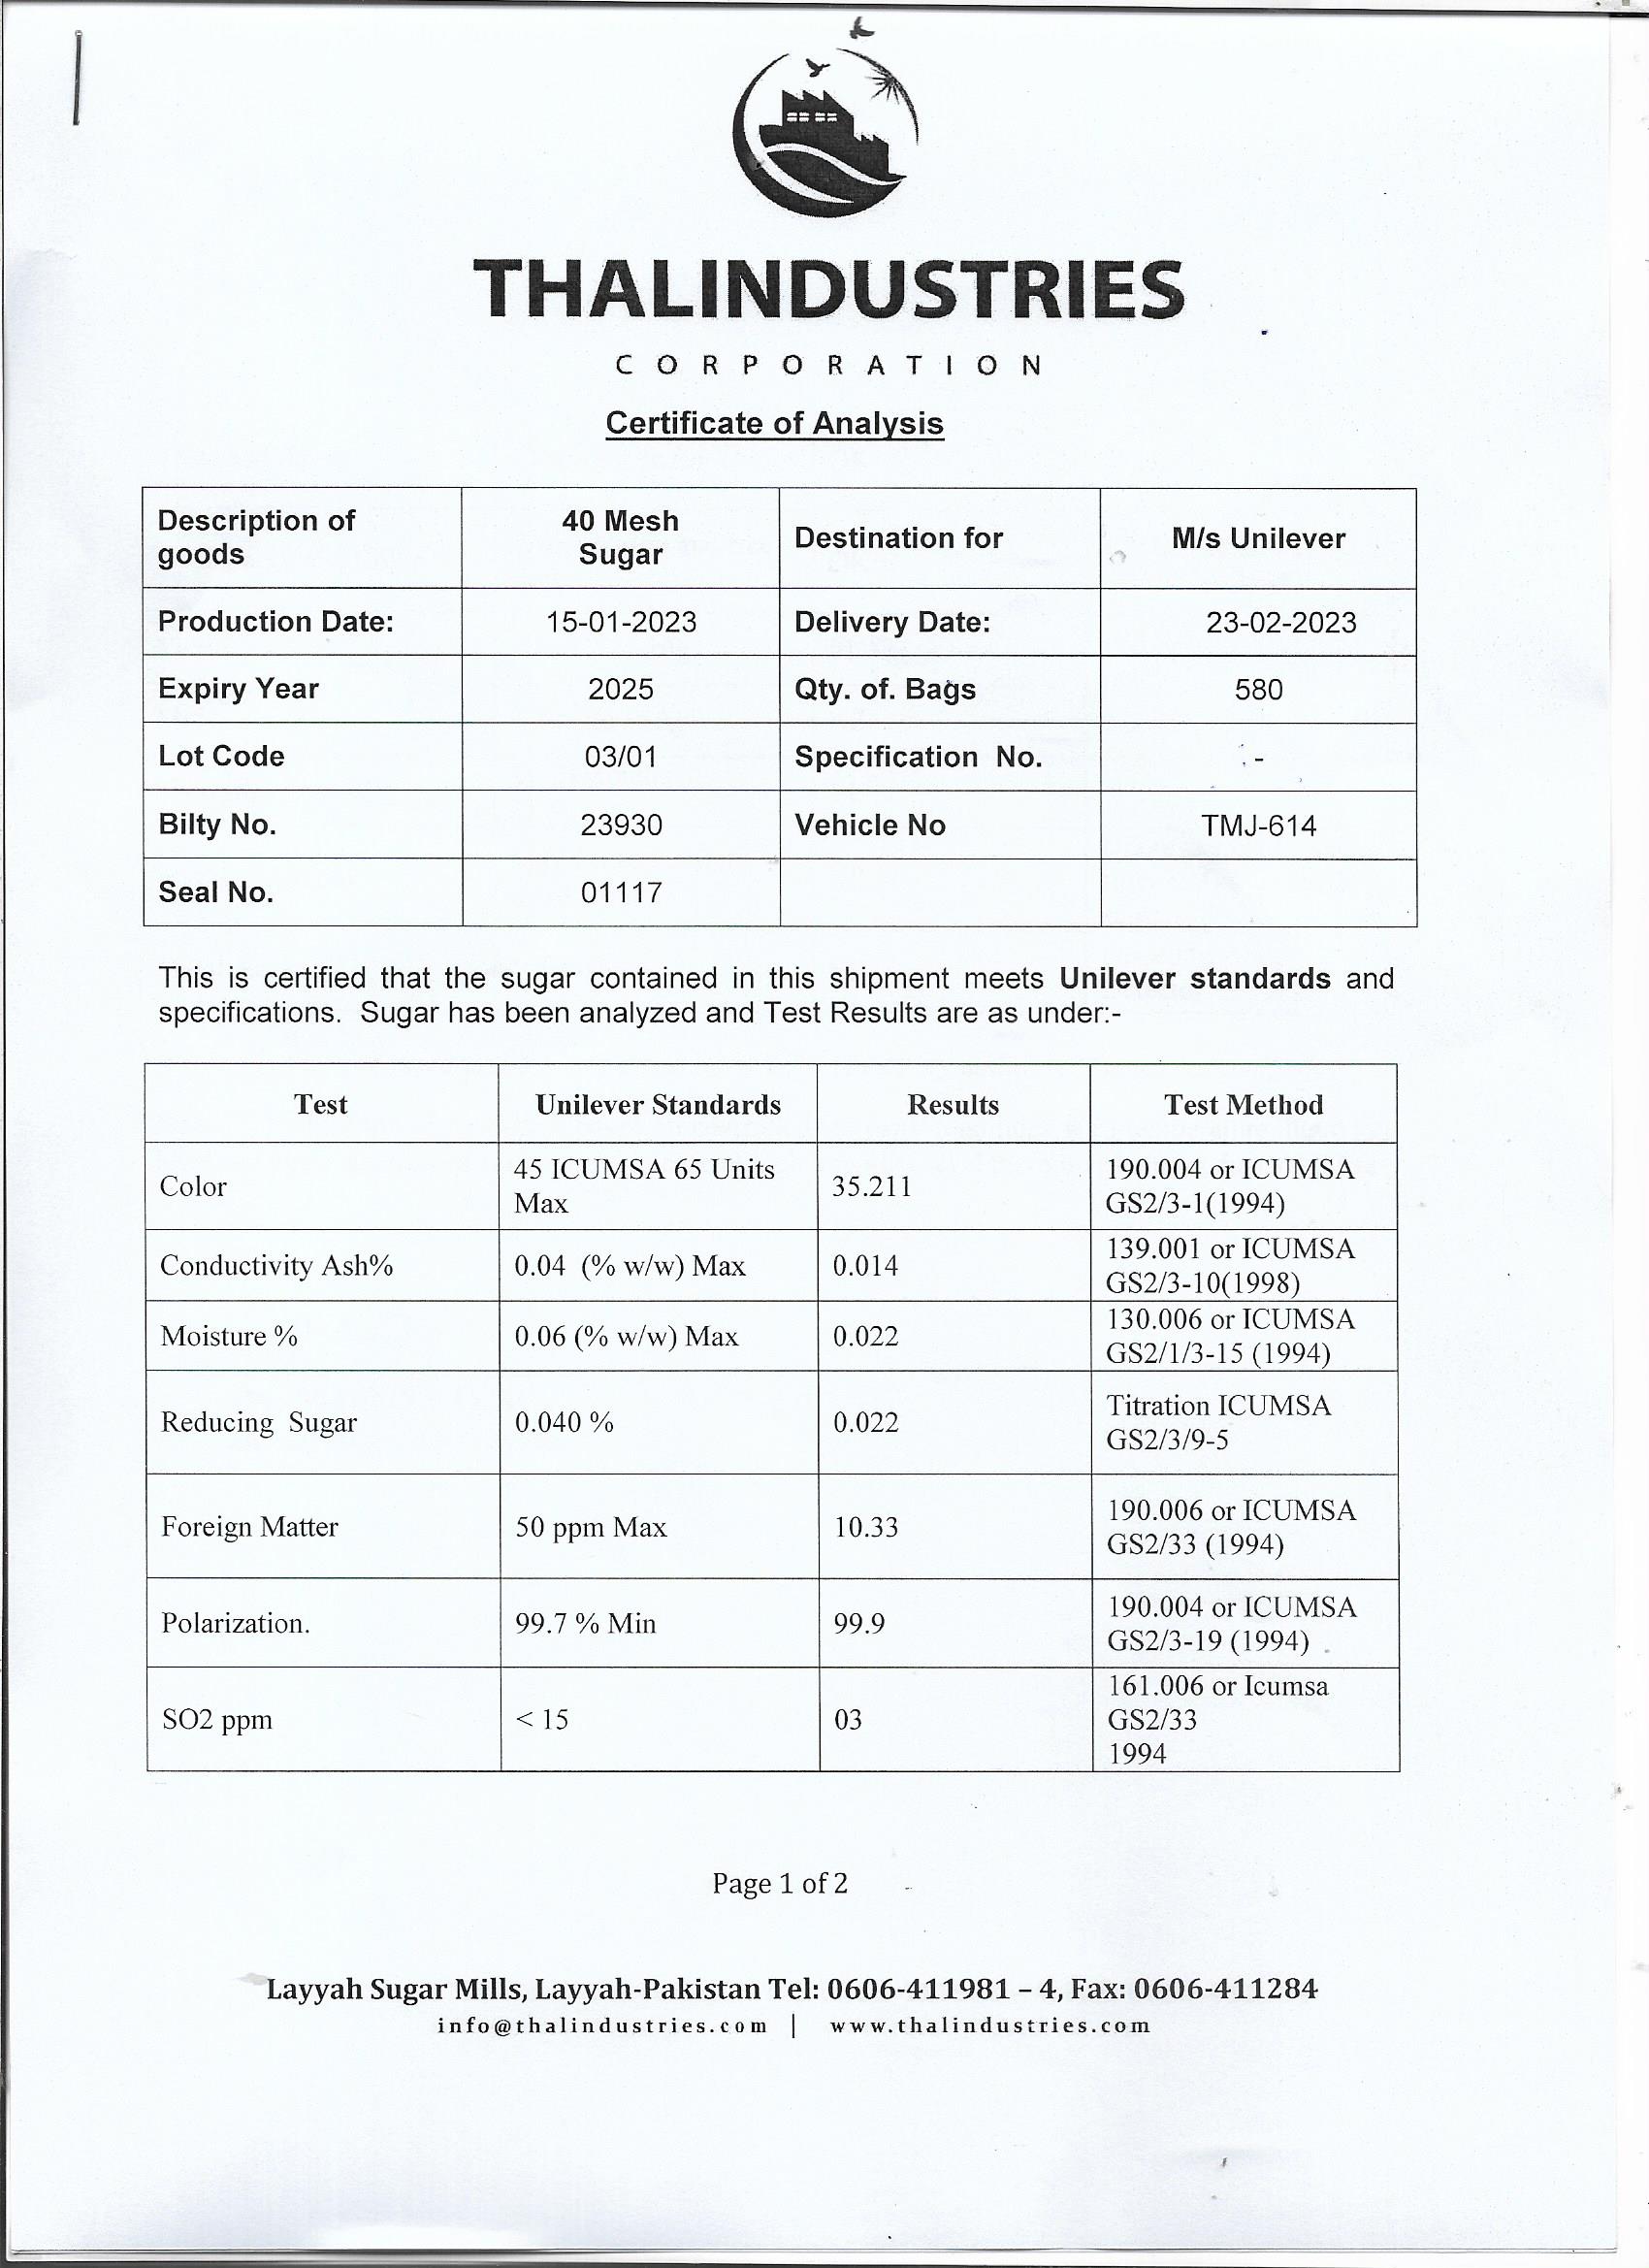 THALINDUSTRIES
CORPORATION
Certificate of Analysis
Description of
goods
40 Mesh
Sugar
Destination for
M/s Unilever
Production Date:
15-01-2023
Delivery Date:
23-02-2023
Expiry Year
2025
Qty. of. Bags
580
Lot Code
03/01
Specification No.
-
Bilty No.
23930
Vehicle No
TMJ-614
Seal No.
01117
This is certified that the sugar contained in this shipment meets Unilever standards and
specifications. Sugar has been analyzed and Test Results are as under:-
Test
Unilever Standards
Results
Test Method
Color
45 ICUMSA 65 Units
Max
35.211
190.004 or ICUMSA
GS2/3-1(1994)
Conductivity Ash%
0.04 (% w/w) Max
0.014
139.001 or ICUMSA
GS2/3-10(1998)
Moisture %
0.06 (% w/w) Max
0.022
130.006 or ICUMSA
GS2/1/3-15 (1994)
Reducing Sugar
0.040 %
0.022
Titration ICUMSA
GS2/3/9-5
Foreign Matter
50 ppm Max
10.33
190.006 or ICUMSA
GS2/33 (1994)
Polarization.
99.7 % Min
99.9
190.004 or ICUMSA
GS2/3-19 (1994)
SO2 ppm
< 15
03
161.006 or Icumsa
GS2/33
1994
Page 1 of 2
Layyah Sugar Mills, Layyah-Pakistan Tel: 0606-411981 – 4, Fax: 0606-411284
info@thalindustries.com | www.thalindustries.com